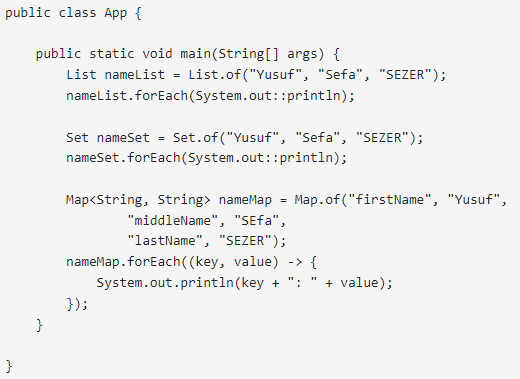 public class App {
public static void main(String[] args) {
List nameList = List.of("Yusuf", "Sefa", "SEZER");
nameList.forEach(System.out::println);
Set nameSet = Set.of("Yusuf", "Sefa", "SEZER");
nameSet.forEach(System.out::println);
Map<String, String> nameMap = Map.of("firstName", "Yusuf",
"middleName", "SEfa",
"lastName", "SEZER");
nameMap.forEach((key, value) -> {
System.out.println(key + ": " + value);
});
}
}